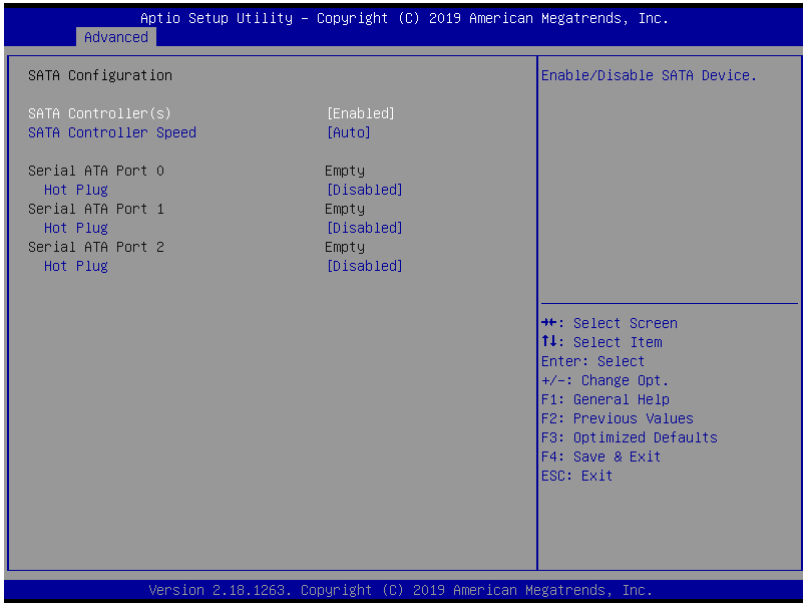 Aptio Setup Utility – Copyright (C) 2019 American Megatrends, Inc.
Advanced
SATA Configuration
SATA Controller(s) [Enabled]
SATA Controller Speed [Auto]
Serial ATA Port 0 Empty
Hot Plug [Disabled]
Serial ATA Port 1 Empty
Hot Plug [Disabled]
Serial ATA Port 2 Empty
Hot Plug [Disabled]
Enable/Disable SATA Device.
→←: Select Screen
↑↓: Select Item
Enter: Select
+/-: Change Opt.
F1: General Help
F2: Previous Values
F3: Optimized Defaults
F4: Save & Exit
ESC: Exit
Version 2.18.1263. Copyright (C) 2019 American Megatrends, Inc.